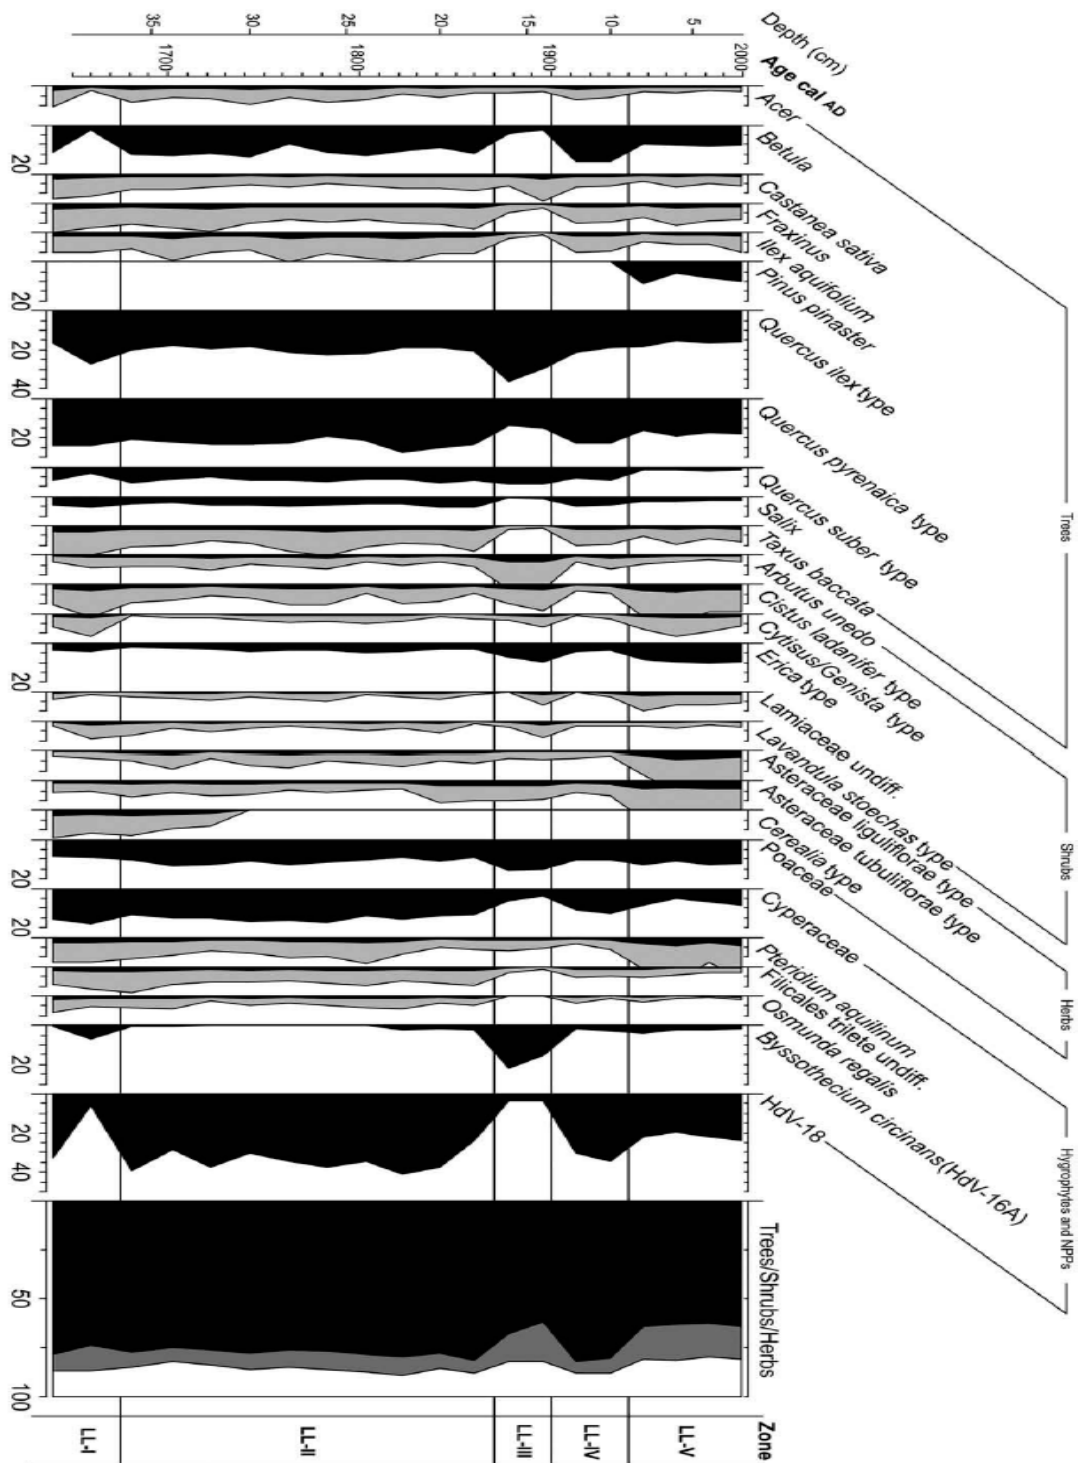 Depth (cm)
Age cal AD
Acer
Betula
Castanea sativa
Fraxinus
Ilex aquifolium
Pinus pinaster
Quercus ilex type
Quercus pyrenaica type
Quercus suber type
Salix
Taxus baccata
Arbutus unedo
Cistus ladanifer type
Cytisus/Genista type
Erica type
Lamiaceae undiff.
Lavandula stoechas type
Asteraceae liguliflorae type
Asteraceae tubuliflorae type
Cerealia type
Poaceae
Cyperaceae
Pteridium aquilinum
Filicales trilete undiff.
Osmunda regalis
Byssothecium circinans(HdV-16A)
HdV-18
Trees/Shrubs/Herbs
Zone
Trees
Shrubs
Herbs
Hygrophytes and NPPs
5
10
15
20
25
30
35
2000
1900
1800
1700
20
20
20
40
20
20
20
20
20
20
40
50
100
LL-V
LL-IV
LL-III
LL-II
LL-I